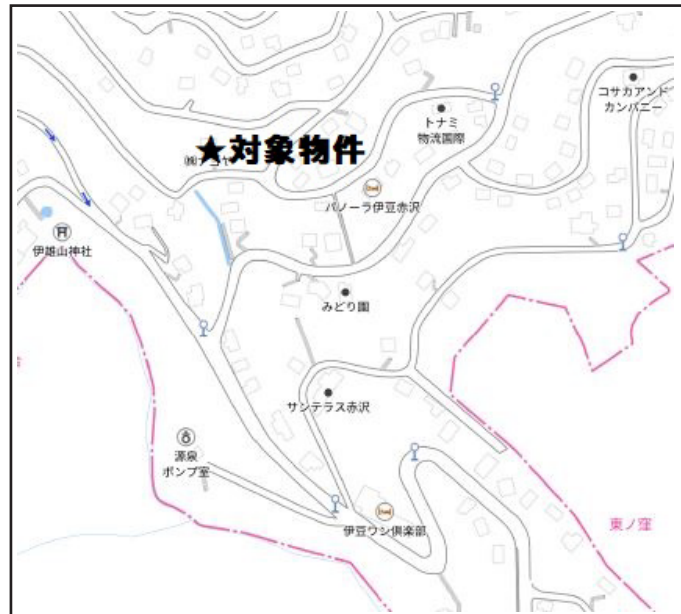 コサカアンド
カンパニー
トナミ
物流国際
★対象物件
パノーラ伊豆赤沢
伊雄山神社
みどり園
サンテラス赤沢
源泉
ポンプ室
伊豆ワシ倶楽部
東ノ窪